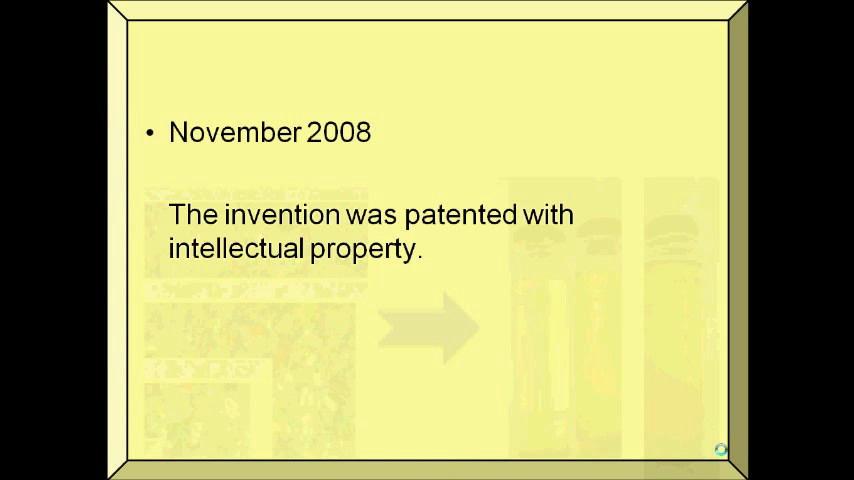 • November 2008
The invention was patented with
intellectual property.